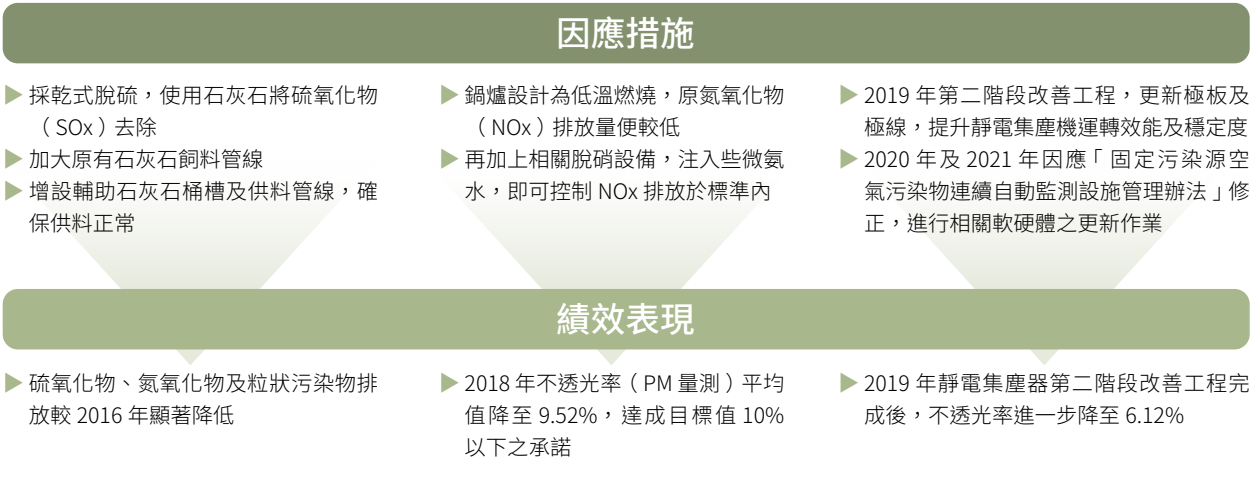 因應措施
▶ 採乾式脫硫，使用石灰石將硫氧化物
（SOx）去除
▶ 加大原有石灰石飼料管線
▶ 增設輔助石灰石桶槽及供料管線，確
保供料正常
▶ 鍋爐設計為低溫燃燒，原氮氧化物
（NOx）排放量便較低
▶ 再加上相關脫硝設備，注入些微氨
水，即可控制 NOx 排放於標準內
▶ 2019 年第二階段改善工程，更新極板及
極線，提升靜電集塵機運轉效能及穩定度
▶ 2020 年及 2021 年因應「固定污染源空
氣污染物連續自動監測設施管理辦法」修
正，進行相關軟硬體之更新作業
績效表現
▶ 硫氧化物、氮氧化物及粒狀污染物排
放較 2016 年顯著降低
▶ 2018 年不透光率（PM 量測）平均
值降至 9.52%，達成目標值 10%
以下之承諾
▶ 2019 年靜電集塵器第二階段改善工程完
成後，不透光率進一步降至 6.12%